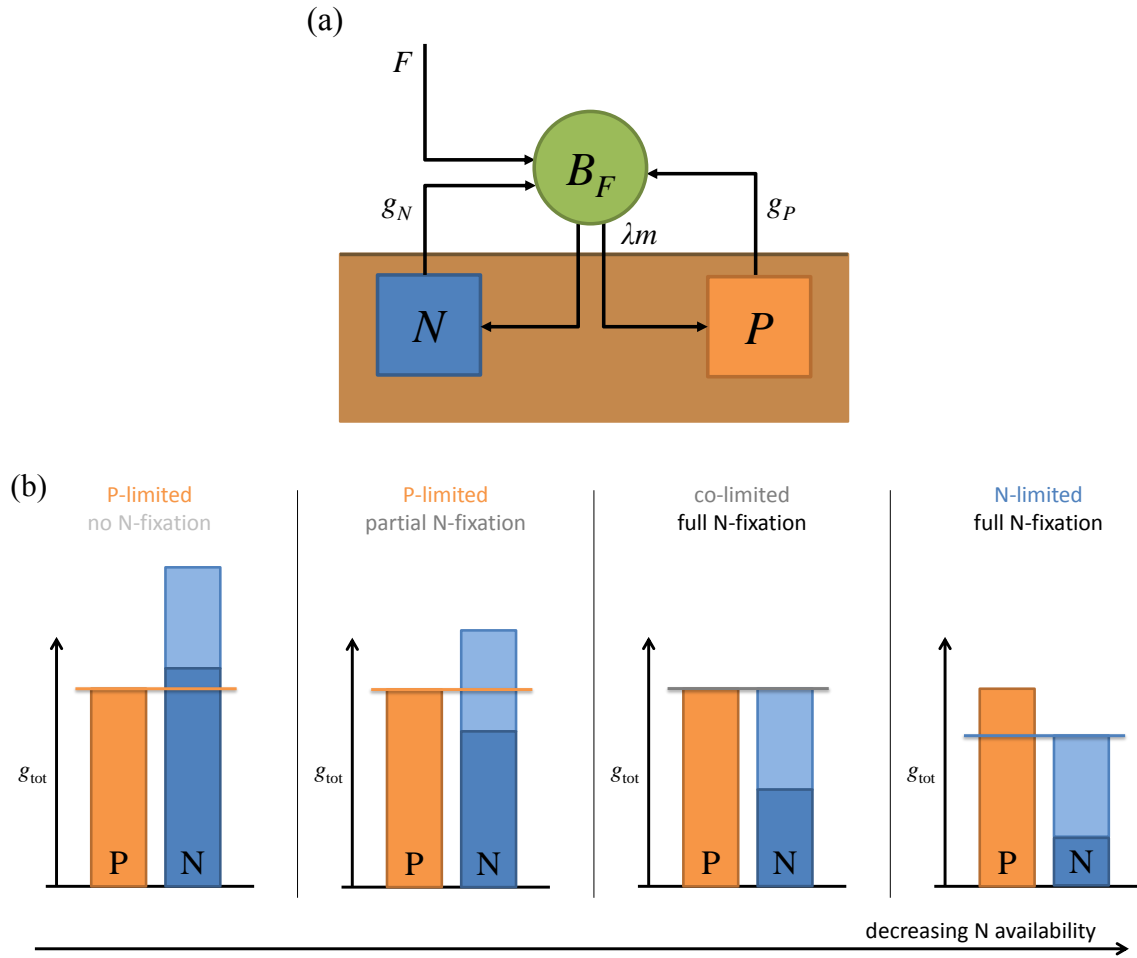 (a)
F
B_F
g_N
g_P
λm
N
P
(b)
P-limited
no N-fixation
P-limited
partial N-fixation
co-limited
full N-fixation
N-limited
full N-fixation
g_tot
P
N
g_tot
P
N
g_tot
P
N
g_tot
P
N
decreasing N availability